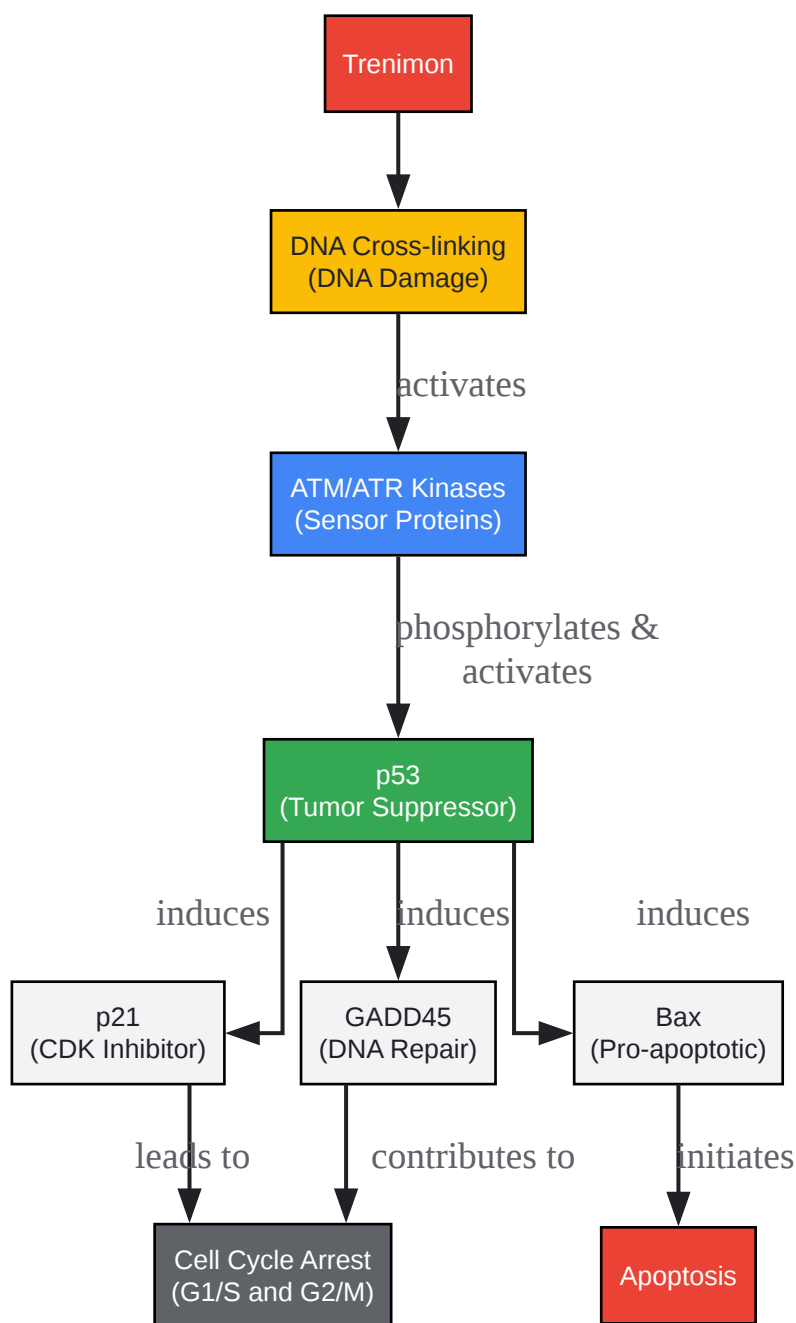 Trenimon
DNA Cross-linking
(DNA Damage)
activates
ATM/ATR Kinases
(Sensor Proteins)
phosphorylates &
activates
p53
(Tumor Suppressor)
induces
induces
induces
p21
(CDK Inhibitor)
GADD45
(DNA Repair)
Bax
(Pro-apoptotic)
leads to
contributes to
initiates
Cell Cycle Arrest
(G1/S and G2/M)
Apoptosis